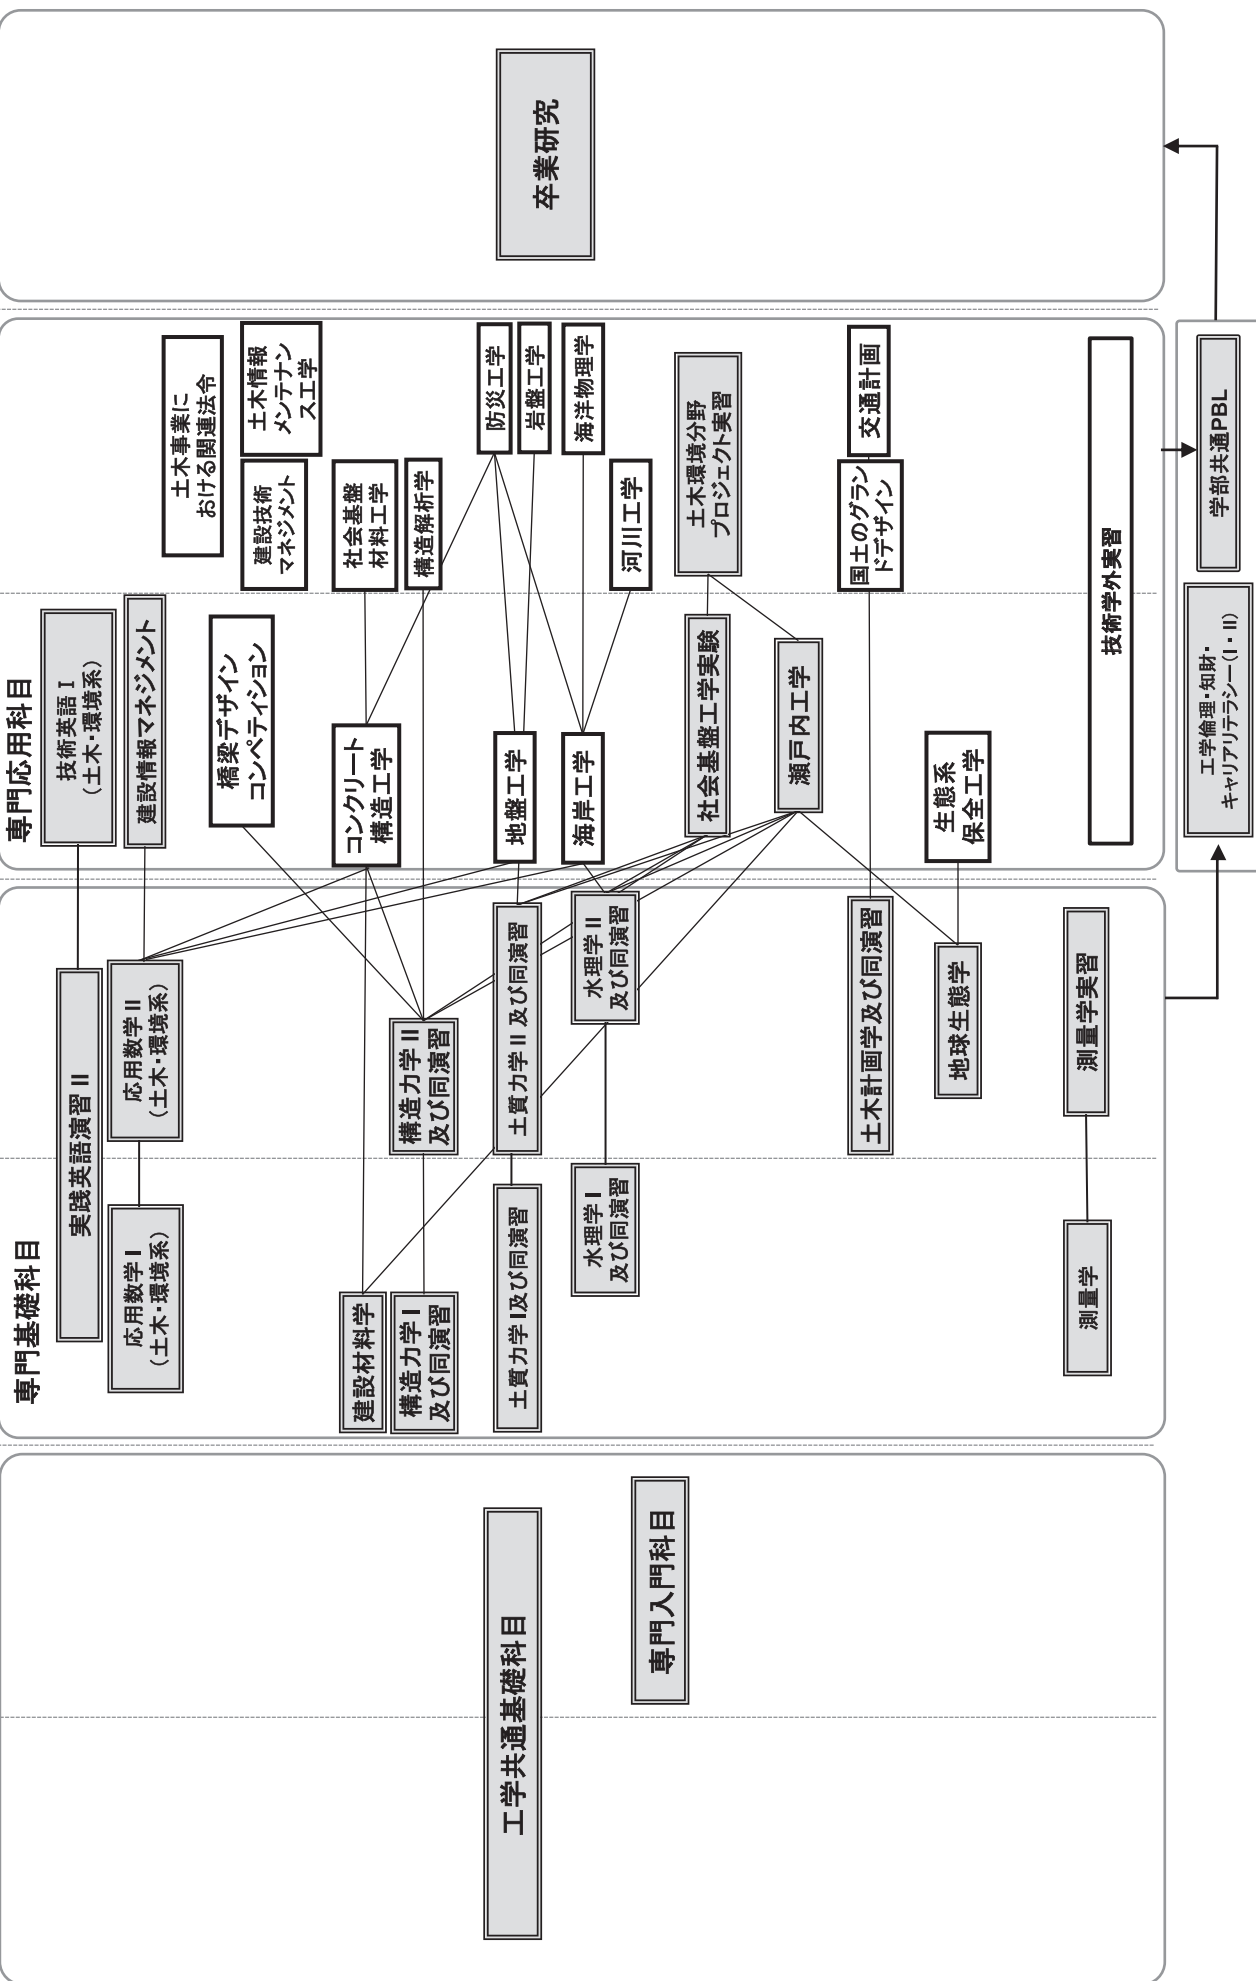 工学共通基礎科目
専門入門科目
専門基礎科目
実践英語演習 II
応用数学 I
（土木・環境系）
応用数学 II
（土木・環境系）
建設材料学
構造力学 I
及び同演習
構造力学 II
及び同演習
土質力学 I 及び同演習
土質力学 II 及び同演習
水理学 I
及び同演習
水理学 II
及び同演習
土木計画学及び同演習
地球生態学
測量学
測量学実習
専門応用科目
技術英語 I
（土木・環境系）
建設情報マネジメント
橋梁デザイン
コンペティション
コンクリート
構造工学
地盤工学
海岸工学
社会基盤工学実験
瀬戸内工学
生態系
保全工学
土木事業に
おける関連法令
建設技術
マネジメント
土木情報
メンテナン
ス工学
社会基盤
材料工学
構造解析学
防災工学
岩盤工学
海洋物理学
河川工学
土木環境分野
プロジェクト実習
国土のグラン
ドデザイン
交通計画
技術学外実習
工学倫理・知財・
キャリアリテラシー(I・II)
学部共通PBL
卒業研究